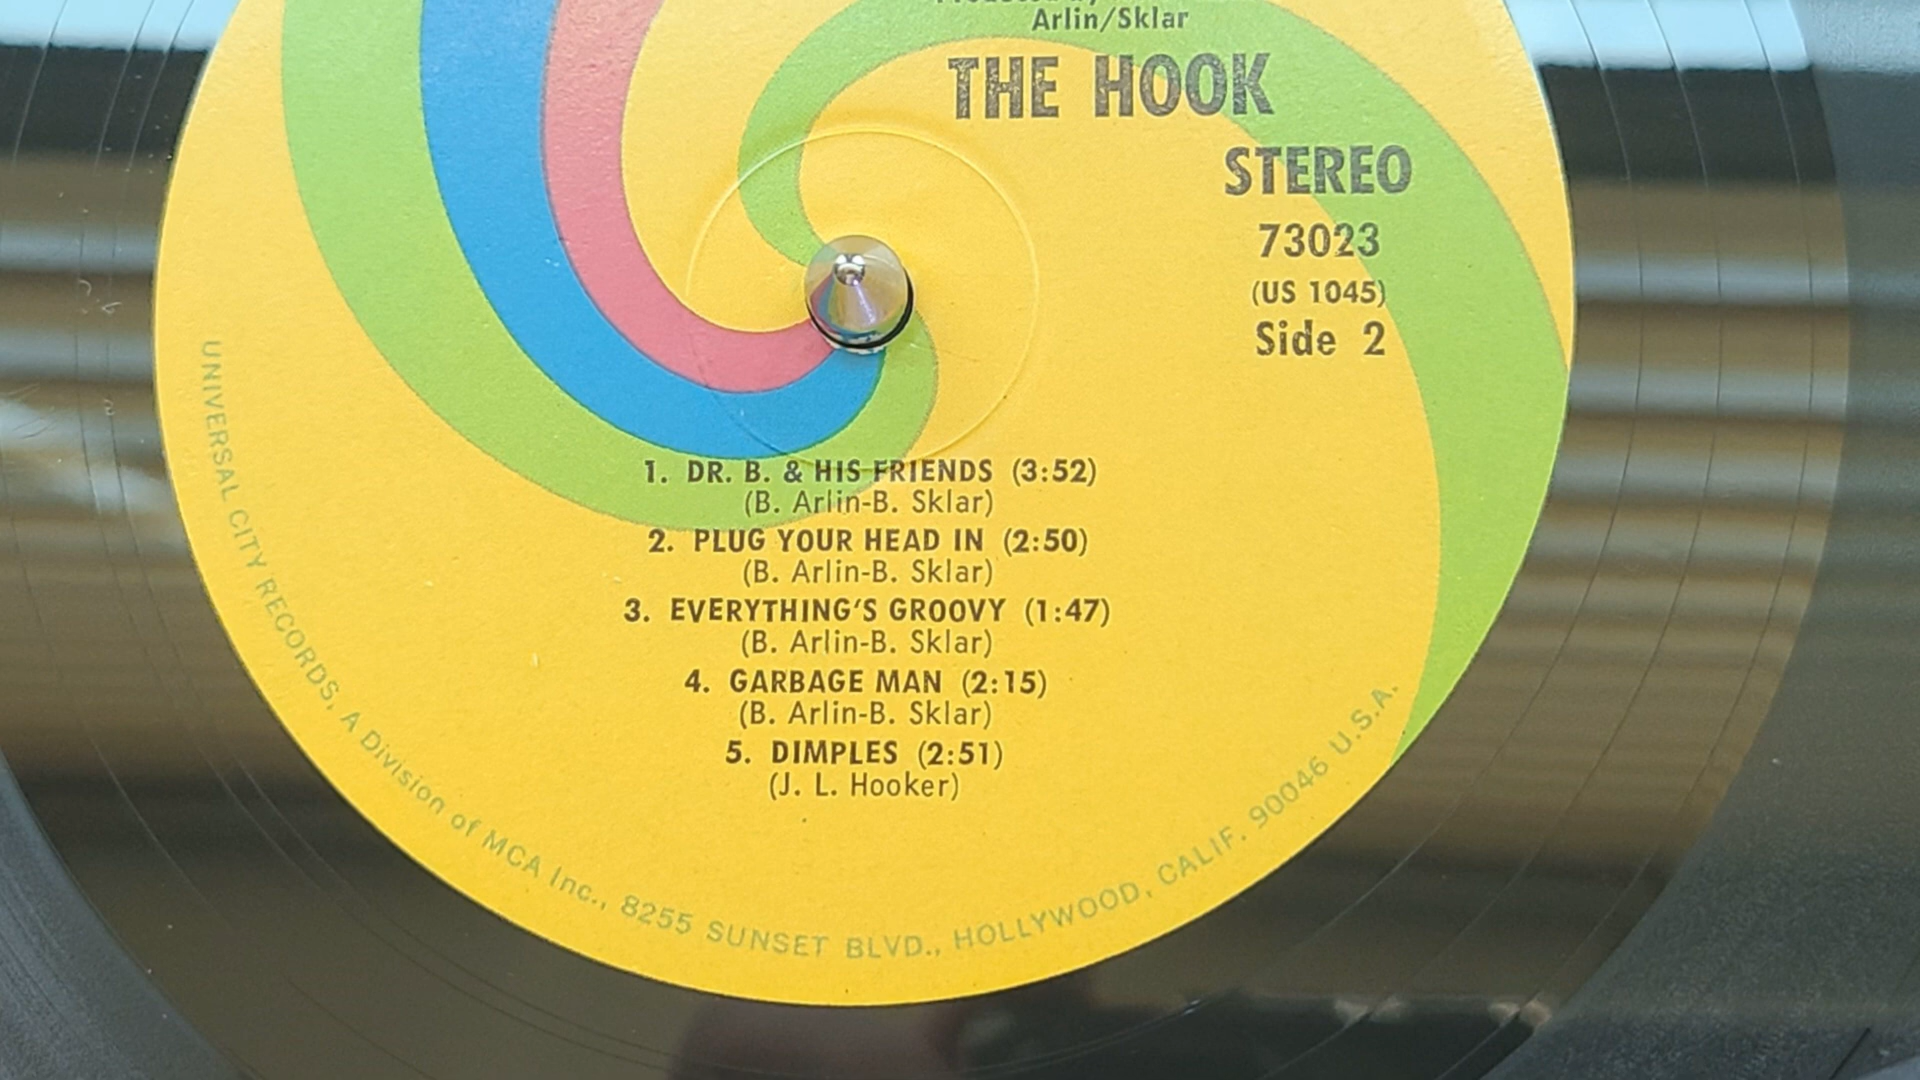 Produced by
Arlin/Sklar
THE HOOK
STEREO
73023
(US 1045)
Side 2
1. DR. B. & HIS FRIENDS (3:52)
(B. Arlin-B. Sklar)
2. PLUG YOUR HEAD IN (2:50)
(B. Arlin-B. Sklar)
3. EVERYTHING'S GROOVY (1:47)
(B. Arlin-B. Sklar)
4. GARBAGE MAN (2:15)
(B. Arlin-B. Sklar)
5. DIMPLES (2:51)
(J. L. Hooker)
UNIVERSAL CITY RECORDS, A Division of MCA Inc., 8255 SUNSET BLVD., HOLLYWOOD, CALIF. 90046 U.S.A.